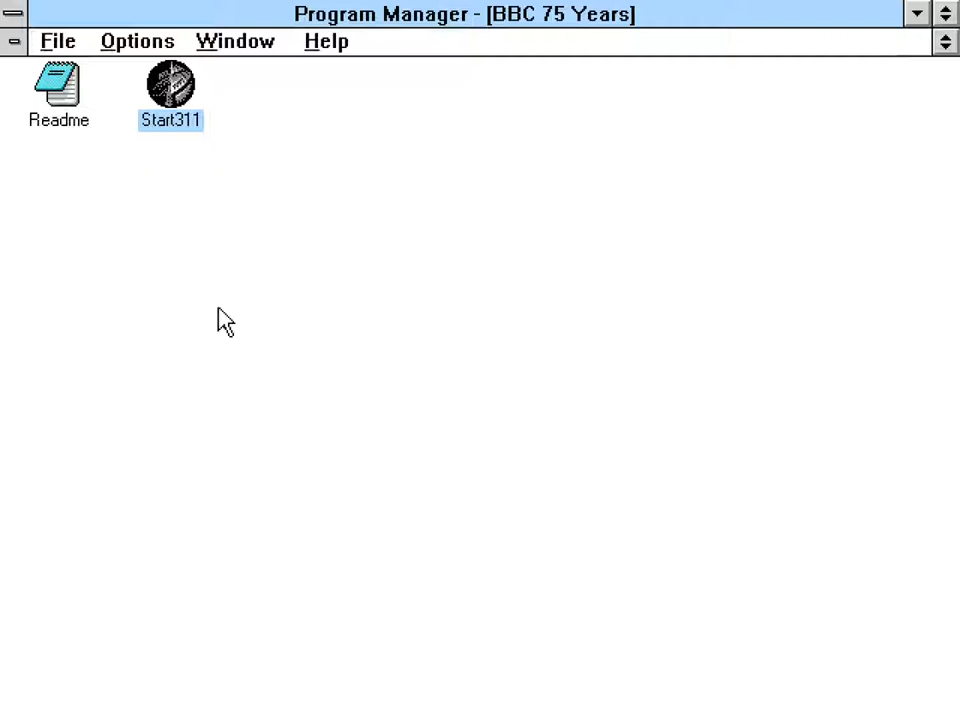 Program Manager - [BBC 75 Years]
File Options Window Help
Readme Start311